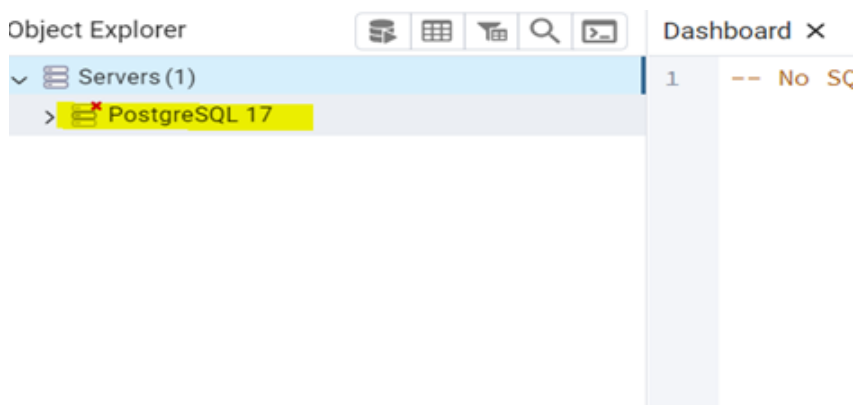 Object Explorer
Dashboard
Servers (1)
1 -- No SQ
PostgreSQL 17